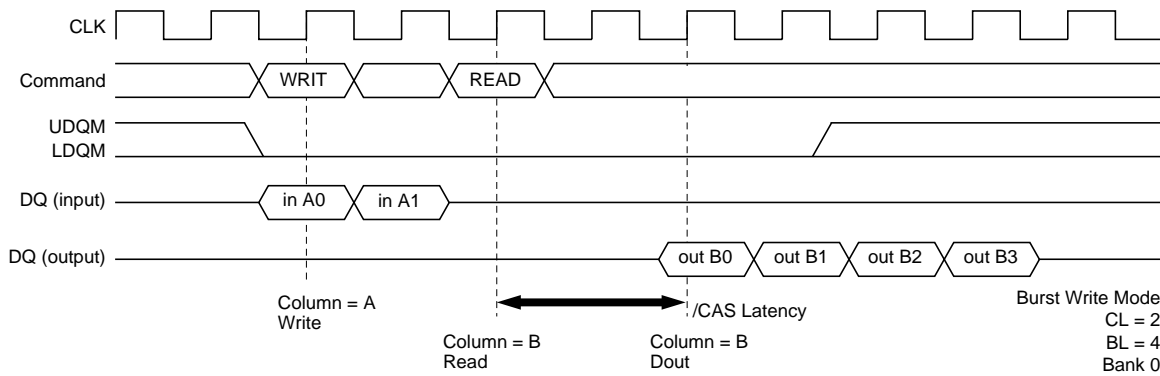 CLK
Command
WRIT
READ
UDQM
LDQM
DQ (input)
in A0
in A1
DQ (output)
out B0
out B1
out B2
out B3
Column = A
Write
/CAS Latency
Column = B
Read
Column = B
Dout
Burst Write Mode
CL = 2
BL = 4
Bank 0